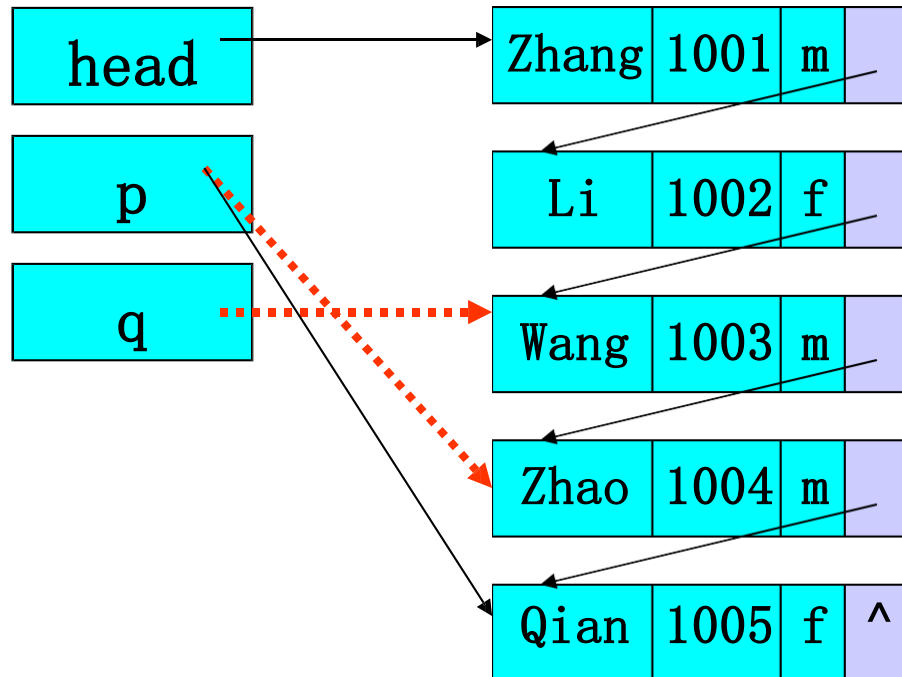 head
Zhang 1001 m
p
Li 1002 f
q
Wang 1003 m
Zhao 1004 m
Qian 1005 f ^